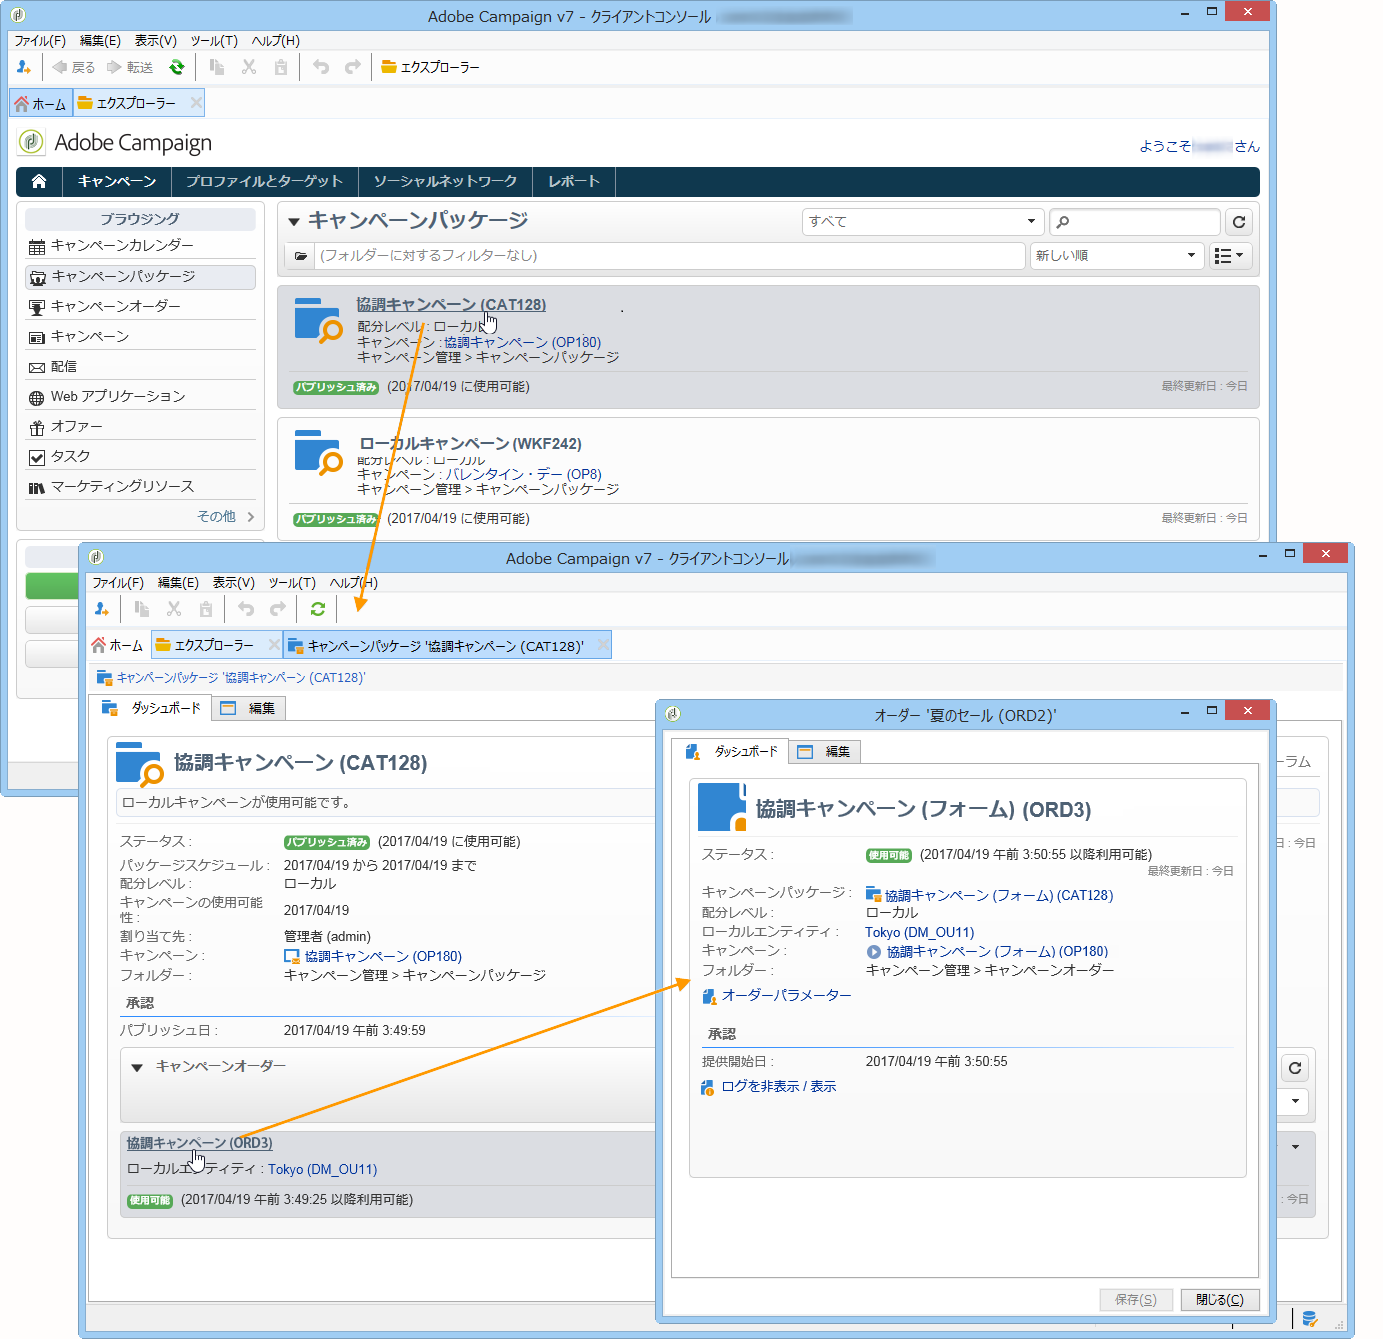 Adobe Campaign v7 - クライアントコンソール
ファイル(F) 編集(E) 表示(V) ツール(T) ヘルプ(H)
戻る 転送 エクスプローラー
ホーム エクスプローラー
Adobe Campaign
ようこそ さん
キャンペーン プロファイルとターゲット ソーシャルネットワーク レポート
ブラウジング
キャンペーンカレンダー
キャンペーンパッケージ
キャンペーンオーダー
キャンペーン
配信
Web アプリケーション
オファー
タスク
マーケティングリソース
その他
キャンペーンパッケージ
すべて
(フォルダーに対するフィルターなし)
新しい順
協調キャンペーン (CAT128)
配分レベル : ローカル
キャンペーン : 協調キャンペーン (OP180)
キャンペーン管理 > キャンペーンパッケージ
パブリッシュ済み (2017/04/19 に使用可能)
最終更新日 : 今日
ローカルキャンペーン (WKF242)
配分レベル : ローカル
キャンペーン : バレンタイン・デー (OP8)
キャンペーン管理 > キャンペーンパッケージ
パブリッシュ済み (2017/04/19 に使用可能)
最終更新日 : 今日
Adobe Campaign v7 - クライアントコンソール
ファイル(F) 編集(E) 表示(V) ツール(T) ヘルプ(H)
ホーム エクスプローラー キャンペーンパッケージ '協調キャンペーン (CAT128)'
キャンペーンパッケージ '協調キャンペーン (CAT128)'
ダッシュボード 編集
協調キャンペーン (CAT128)
ーラム
ローカルキャンペーンが使用可能です。
ステータス : パブリッシュ済み (2017/04/19 に使用可能)
日 : 今日
パッケージスケジュール : 2017/04/19 から 2017/04/19 まで
配分レベル : ローカル
キャンペーンの使用可能性 : 2017/04/19
割り当て先 : 管理者 (admin)
キャンペーン : 協調キャンペーン (OP180)
フォルダー : キャンペーン管理 > キャンペーンパッケージ
承認
パブリッシュ日 : 2017/04/19 午前 3:49:59
キャンペーンオーダー
協調キャンペーン (ORD3)
ローカルエンティティ : Tokyo (DM_OU11)
使用可能 (2017/04/19 午前 3:49:25 以降利用可能)
: 今日
オーダー '夏のセール (ORD2)'
ダッシュボード 編集
協調キャンペーン (フォーム) (ORD3)
ステータス : 使用可能 (2017/04/19 午前 3:50:55 以降利用可能)
最終更新日 : 今日
キャンペーンパッケージ : 協調キャンペーン (フォーム) (CAT128)
配分レベル : ローカル
ローカルエンティティ : Tokyo (DM_OU11)
キャンペーン : 協調キャンペーン (フォーム) (OP180)
フォルダー : キャンペーン管理 > キャンペーンオーダー
オーダーパラメーター
承認
提供開始日 : 2017/04/19 午前 3:50:55
ログを非表示 / 表示
保存(S) 閉じる(C)